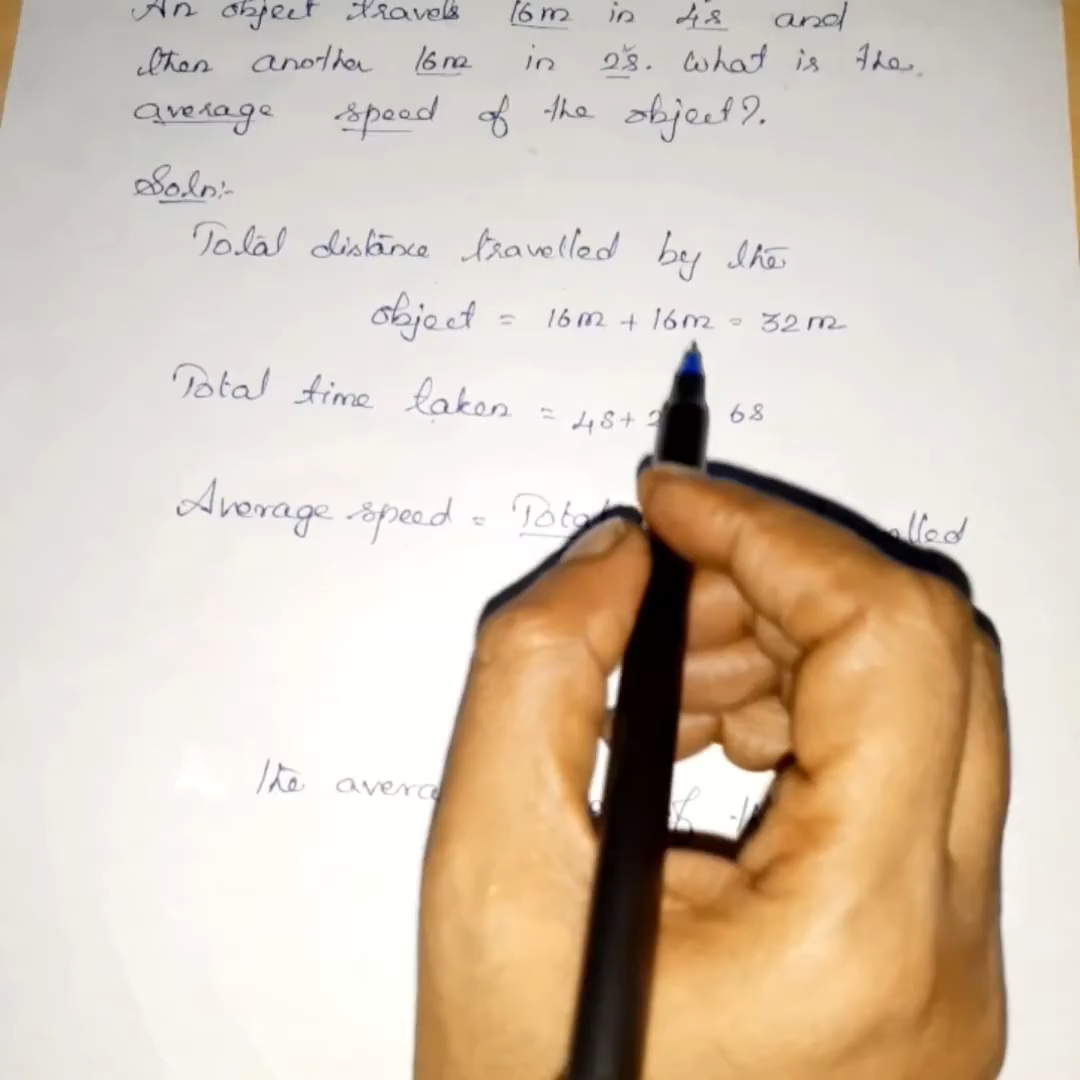 An object travels 16m in 4s and
then another 16m in 2s. What is the
average speed of the object?.
Soln:-
Total distance travelled by the
object = 16m + 16m = 32m
Total time taken = 4s + 2 6s
Average speed = Total
The of